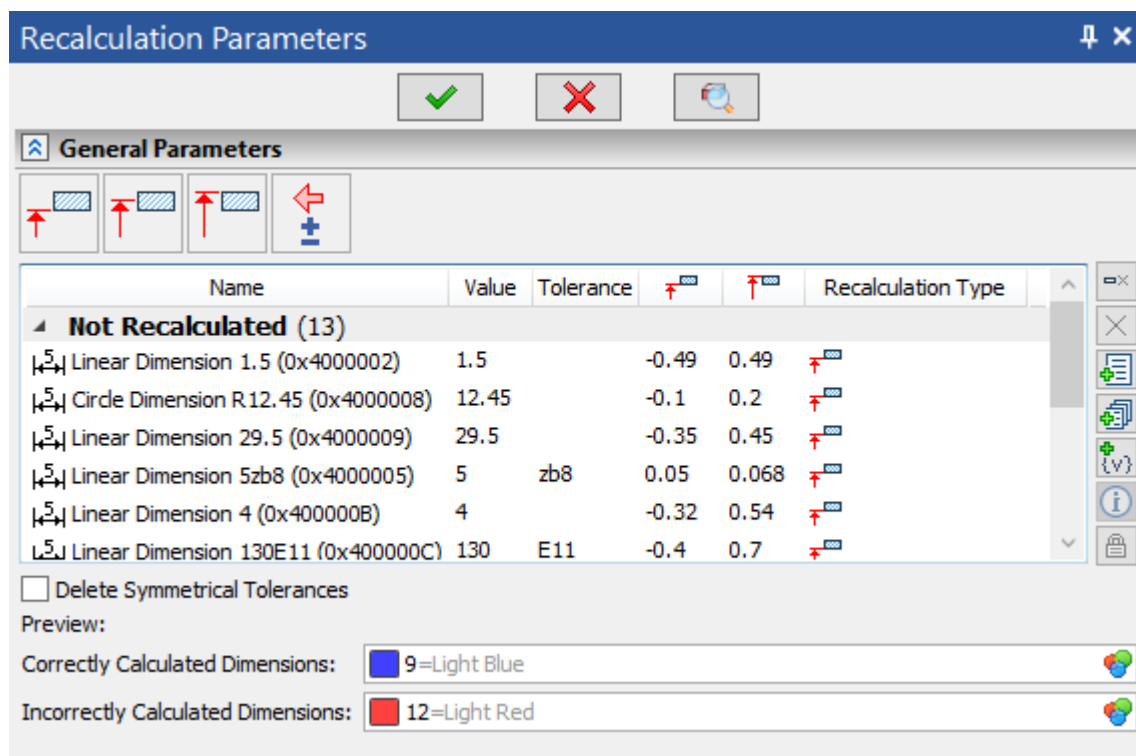 Recalculation Parameters
General Parameters
Name Value Tolerance Recalculation Type
Not Recalculated (13)
Linear Dimension 1.5 (0x4000002) 1.5 -0.49 0.49
Circle Dimension R12.45 (0x4000008) 12.45 -0.1 0.2
Linear Dimension 29.5 (0x4000009) 29.5 -0.35 0.45
Linear Dimension 5zb8 (0x4000005) 5 zb8 0.05 0.068
Linear Dimension 4 (0x400000B) 4 -0.32 0.54
Linear Dimension 130E11 (0x400000C) 130 E11 -0.4 0.7
{v}
Delete Symmetrical Tolerances
Preview:
Correctly Calculated Dimensions: 9=Light Blue
Incorrectly Calculated Dimensions: 12=Light Red